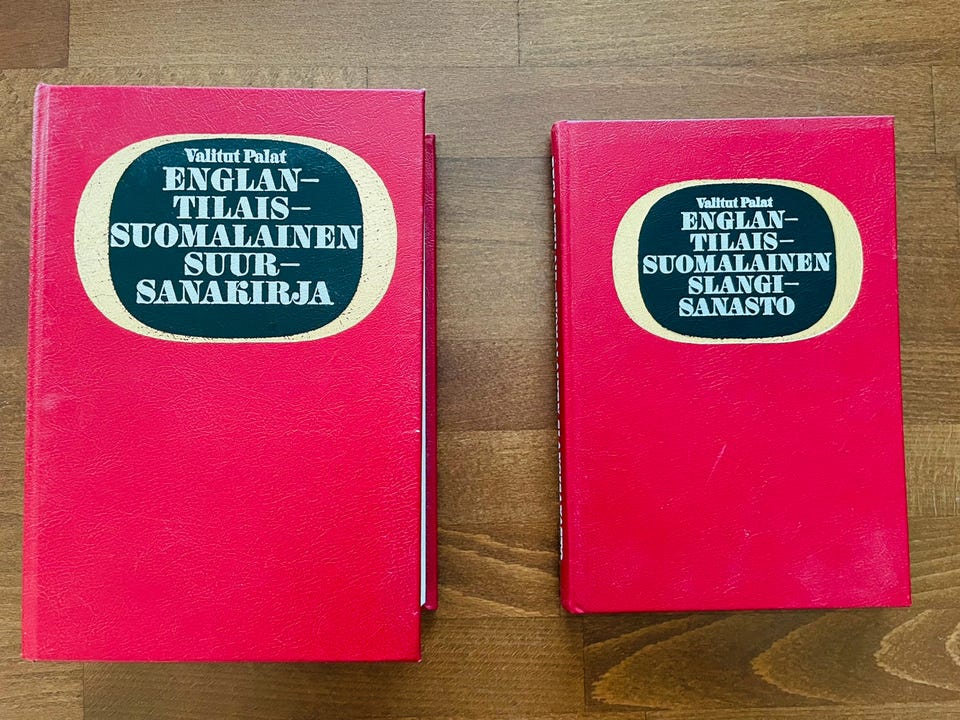 Valitut Palat
ENGLAN–
TILAIS–
SUOMALAINEN
SUUR–
SANAKIRJA
Valitut Palat
ENGLAN–
TILAIS–
SUOMALAINEN
SLANGI–
SANASTO